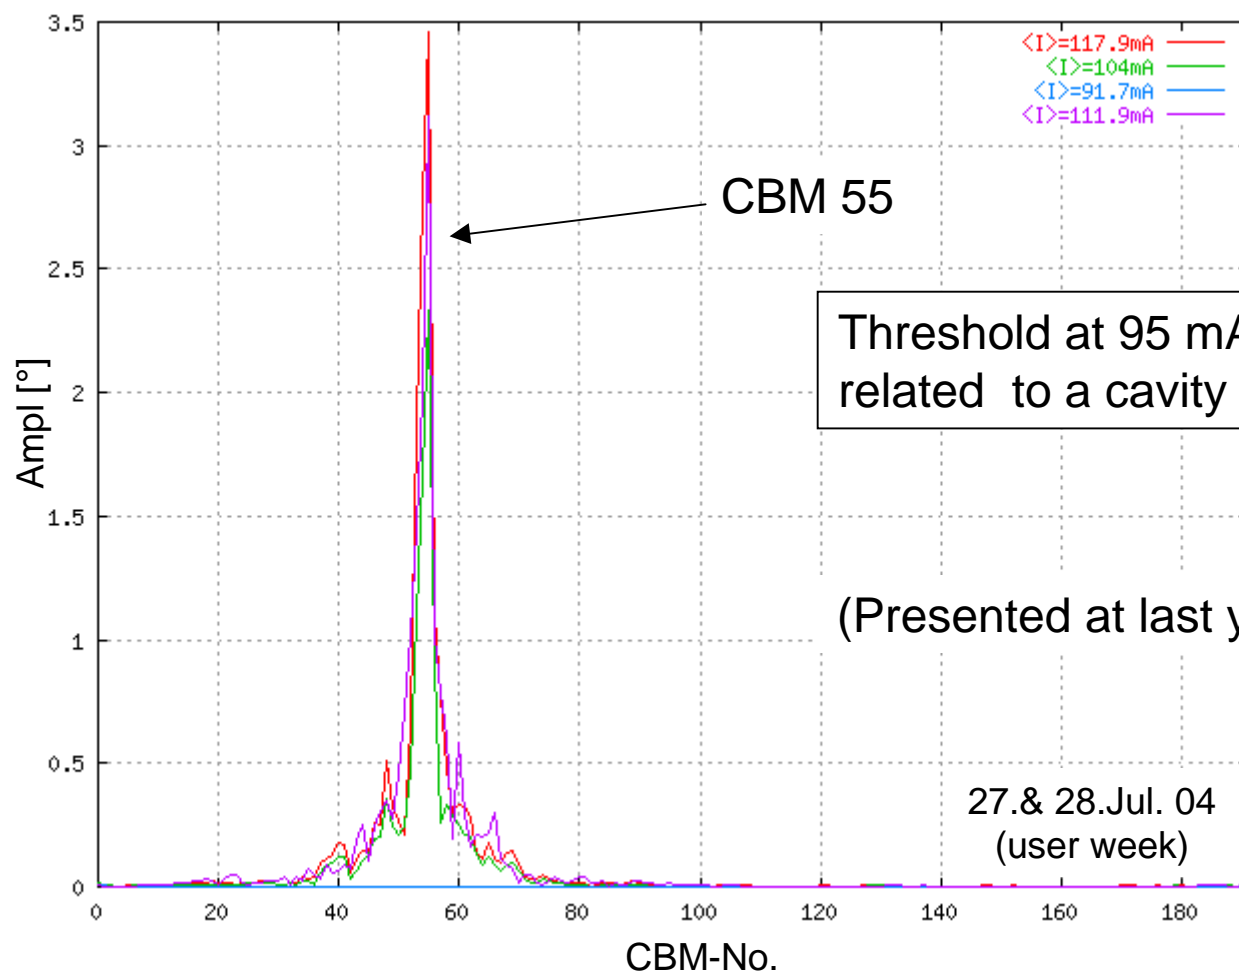 3.5
3
2.5
2
1.5
1
0.5
0
Ampl [°]
<I>=117.9mA
<I>=104mA
<I>=91.7mA
<I>=111.9mA
CBM 55
Threshold at 95 mA
related to a cavity
(Presented at last y
27.& 28.Jul. 04
(user week)
0 20 40 60 80 100 120 140 160 180
CBM-No.